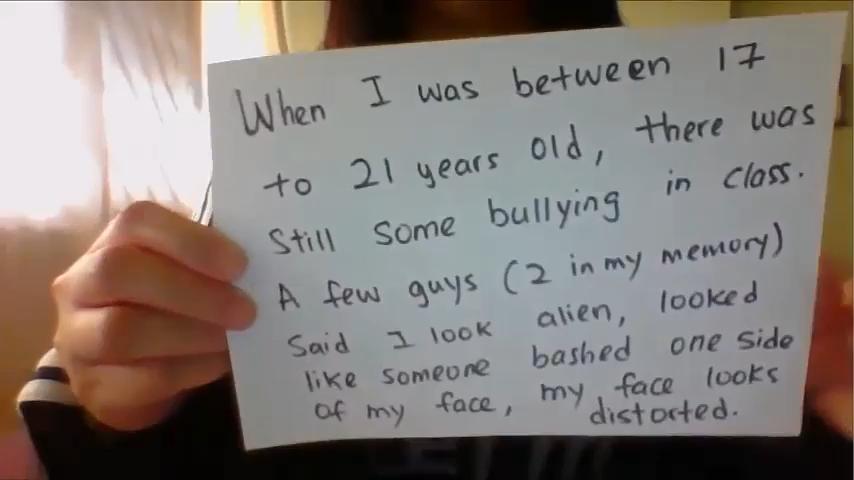 When I was between 17
to 21 years old, there was
Still some bullying in class.
A few guys (2 in my memory)
Said I look alien, looked
like someone bashed one side
of my face, my face looks
distorted.